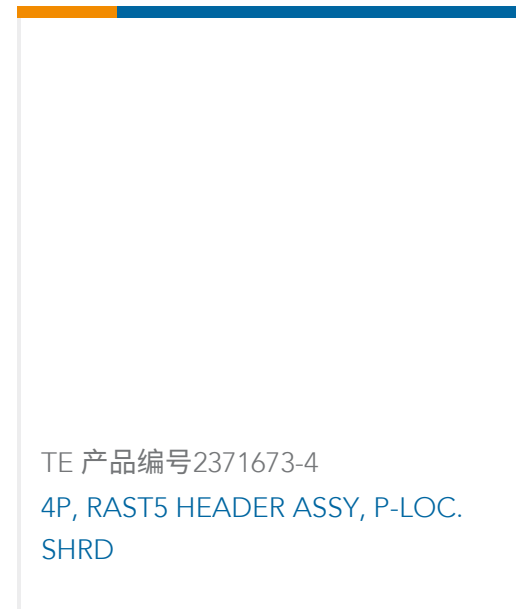 TE 产品编号2371673-4
4P, RAST5 HEADER ASSY, P-LOC.
SHRD